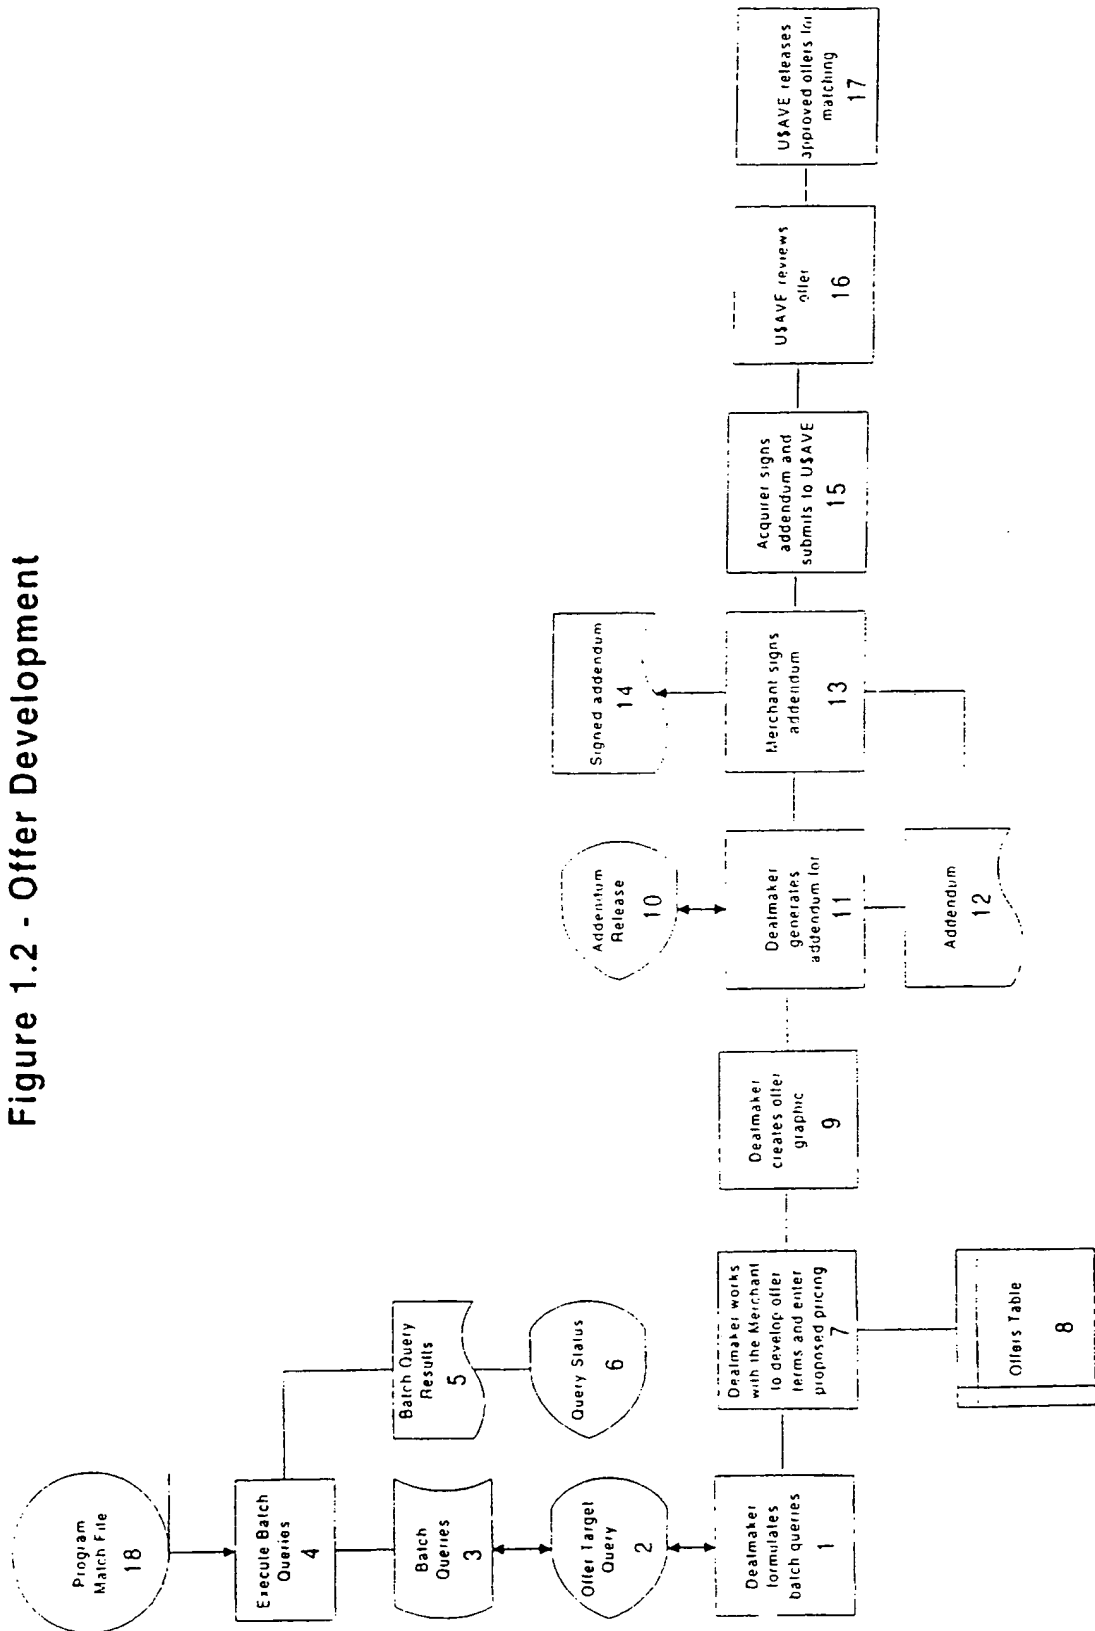 Figure 1.2 - Offer Development
Program
Match File
18
Execute Batch
Queries
4
Batch Query
Results
5
Batch
Queries
3
Query Status
6
Offer Target
Query
2
Dealmaker
formulates
batch queries
1
Dealmaker works
with the Merchant
to develop offer
terms and enter
proposed pricing
7
Offers Table
8
Dealmaker
creates offer
graphic
9
Addendum
Release
10
Dealmaker
generates
addendum for
11
Addendum
12
Signed addendum
14
Merchant signs
addendum
13
Acquirer signs
addendum and
submits to U$AVE
15
U$AVE reviews
offer
16
U$AVE releases
approved offers for
matching
17